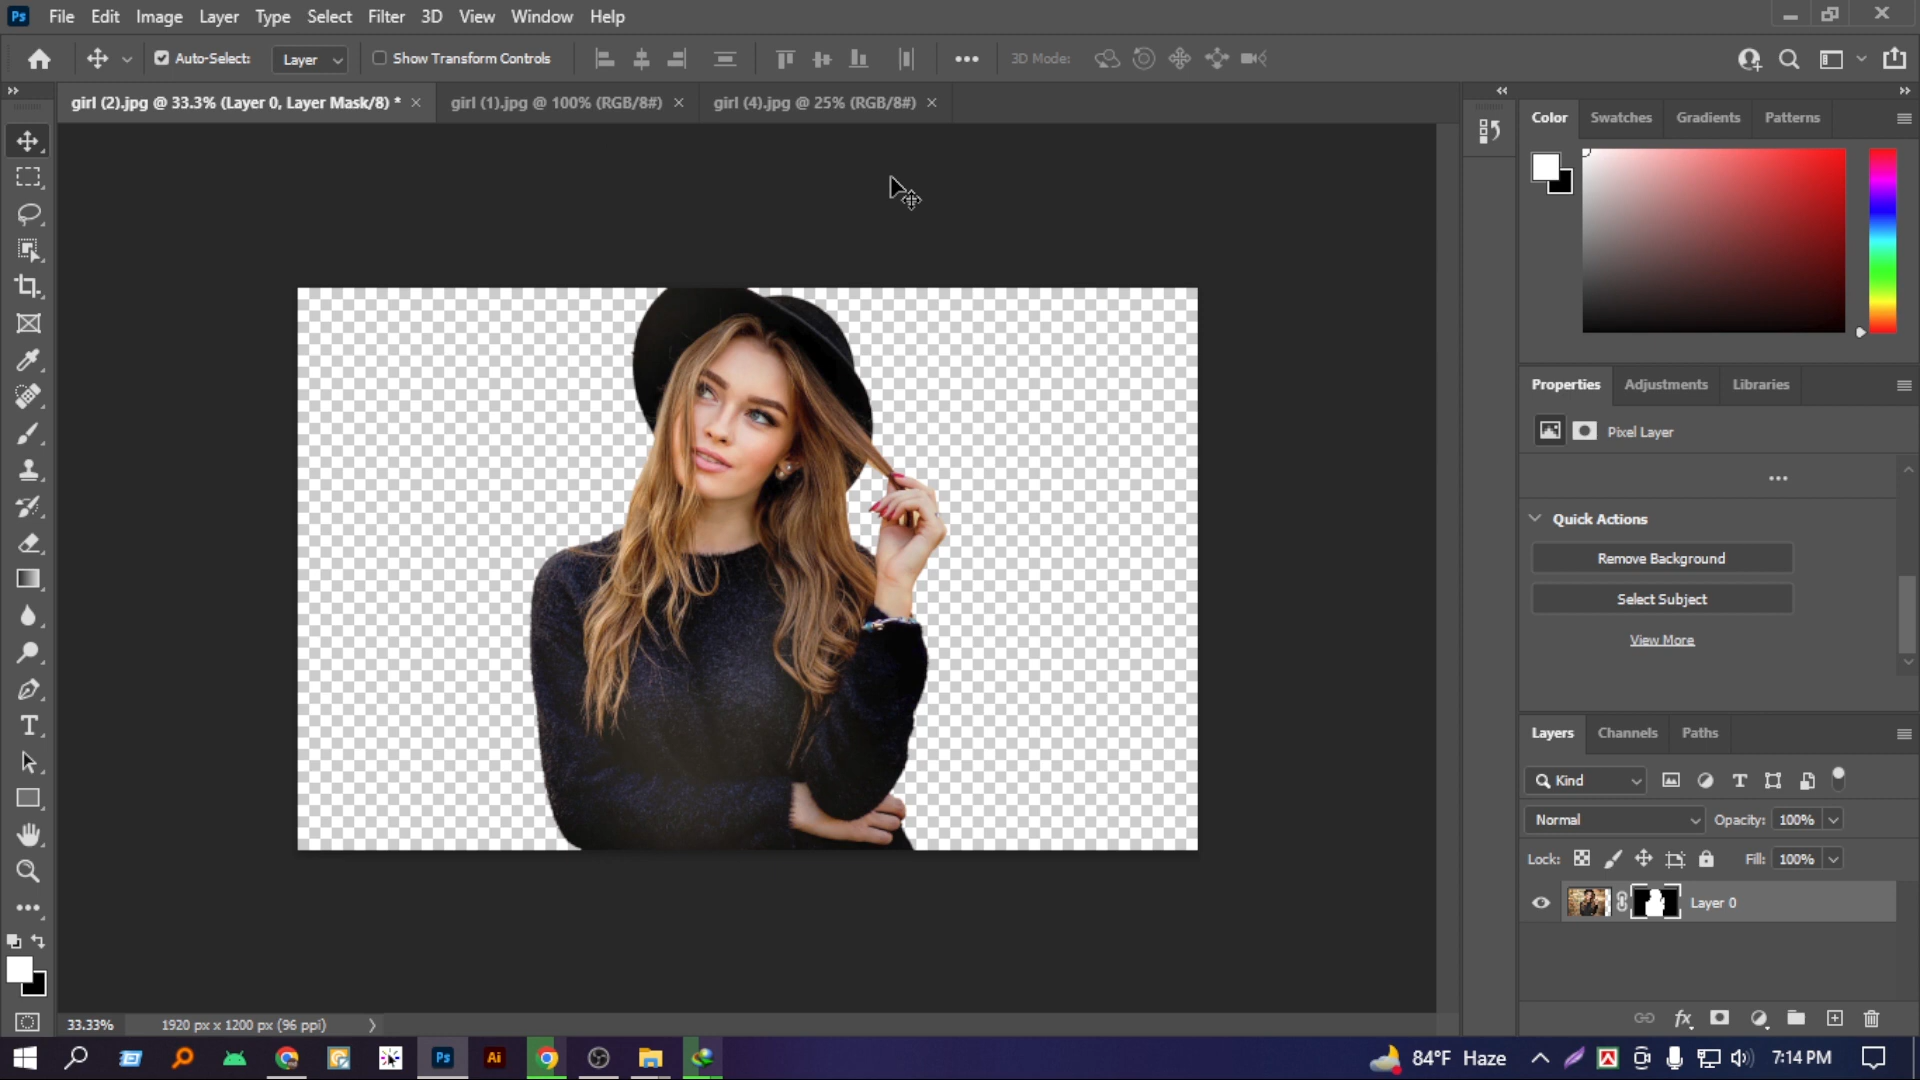 Ps File Edit Image Layer Type Select Filter 3D View Window Help
Auto-Select: Layer Show Transform Controls 3D Mode:
girl (2).jpg @ 33.3% (Layer 0, Layer Mask/8) * × girl (1).jpg @ 100% (RGB/8#) × girl (4).jpg @ 25% (RGB/8#) ×
Color Swatches Gradients Patterns
Properties Adjustments Libraries
Pixel Layer
Quick Actions
Remove Background
Select Subject
View More
Layers Channels Paths
Kind
Normal Opacity: 100%
Lock: Fill: 100%
Layer 0
fx
33.33% 1920 px x 1200 px (96 ppi)
Ps Ai 84°F Haze 7:14 PM